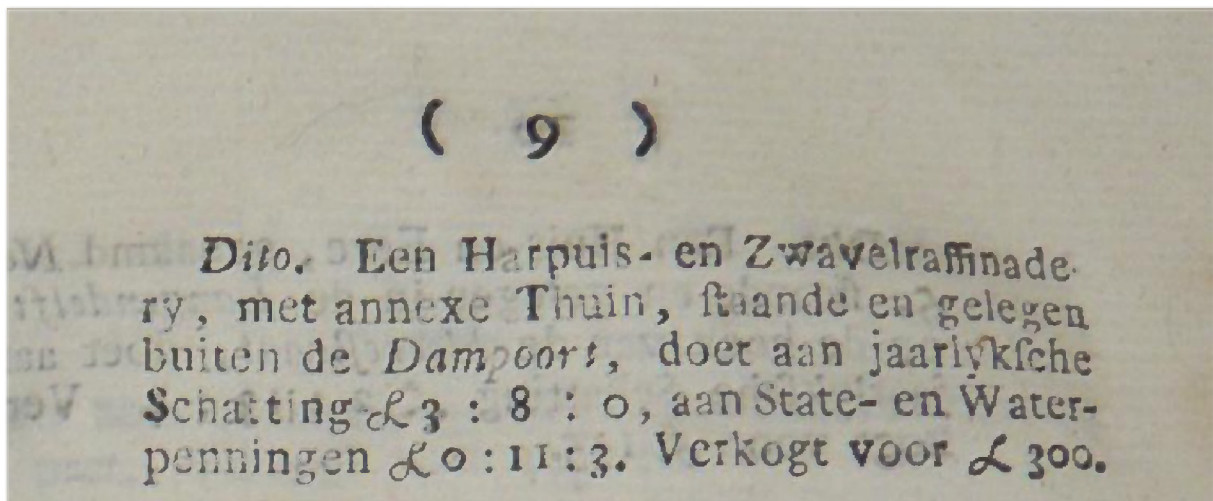 ( 9 )
Dito. Een Harpuis- en Zwavelraffinade-
ry, met annexe Thuin, ſtaande en gelegen
buiten de Dampoort, doet aan jaarlykſche
Schatting £ 3 : 8 : 0, aan State- en Water-
penningen £ 0 : 11 : 3. Verkogt voor £ 300.